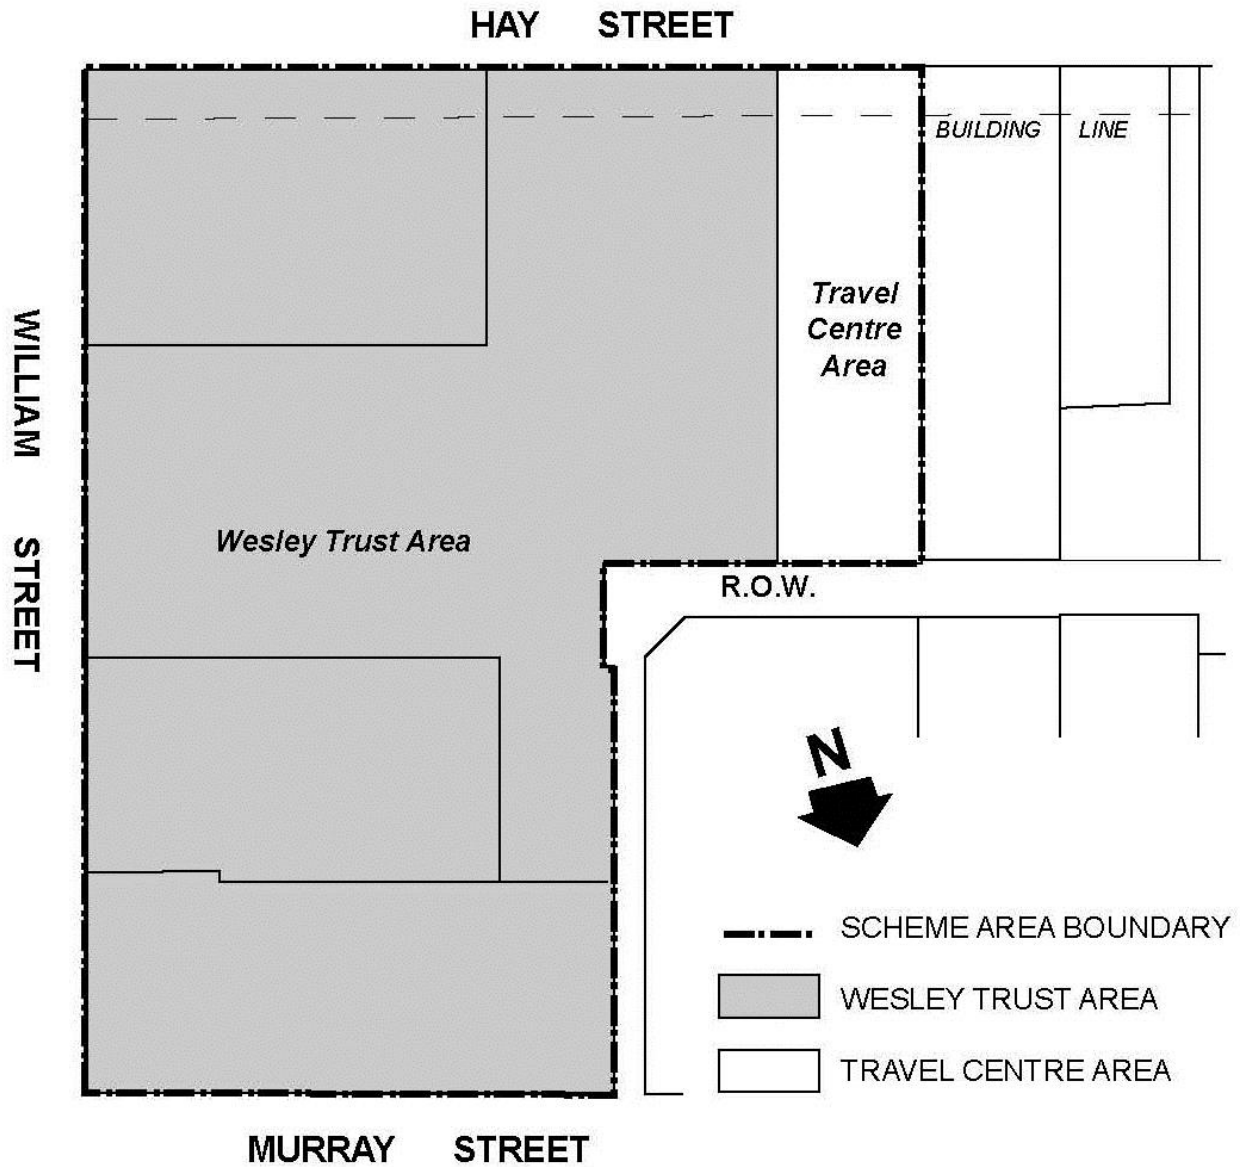 HAY STREET
BUILDING LINE
Travel
Centre
Area
WILLIAM STREET
Wesley Trust Area
R.O.W.
N
SCHEME AREA BOUNDARY
WESLEY TRUST AREA
TRAVEL CENTRE AREA
MURRAY STREET